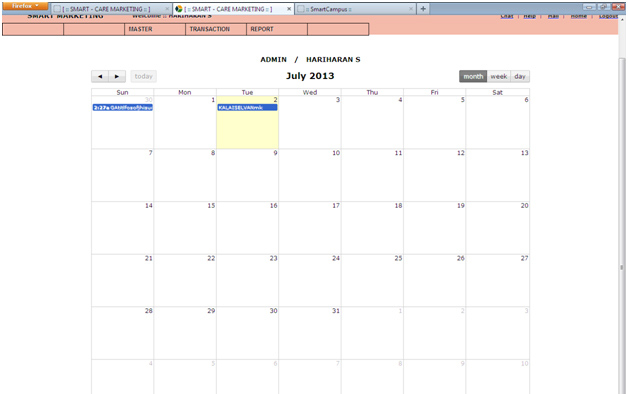 firefox
[ :: SMART - CARE MARKETING :: ] × [ :: SMART - CARE MARKETING :: ] × :: SmartCampus :: × +
SMART MARKETING Welcome :: HARIHARAN S Chat | Help | Mail | Home | Logout
MASTER TRANSACTION REPORT
ADMIN / HARIHARAN S
today July 2013 month week day
Sun Mon Tue Wed Thu Fri Sat
30 1 2 3 4 5 6
2:27a KALAISELVANmic
7 8 9 10 11 12 13
14 15 16 17 18 19 20
21 22 23 24 25 26 27
28 29 30 31 1 2 3
4 5 6 7 8 9 10